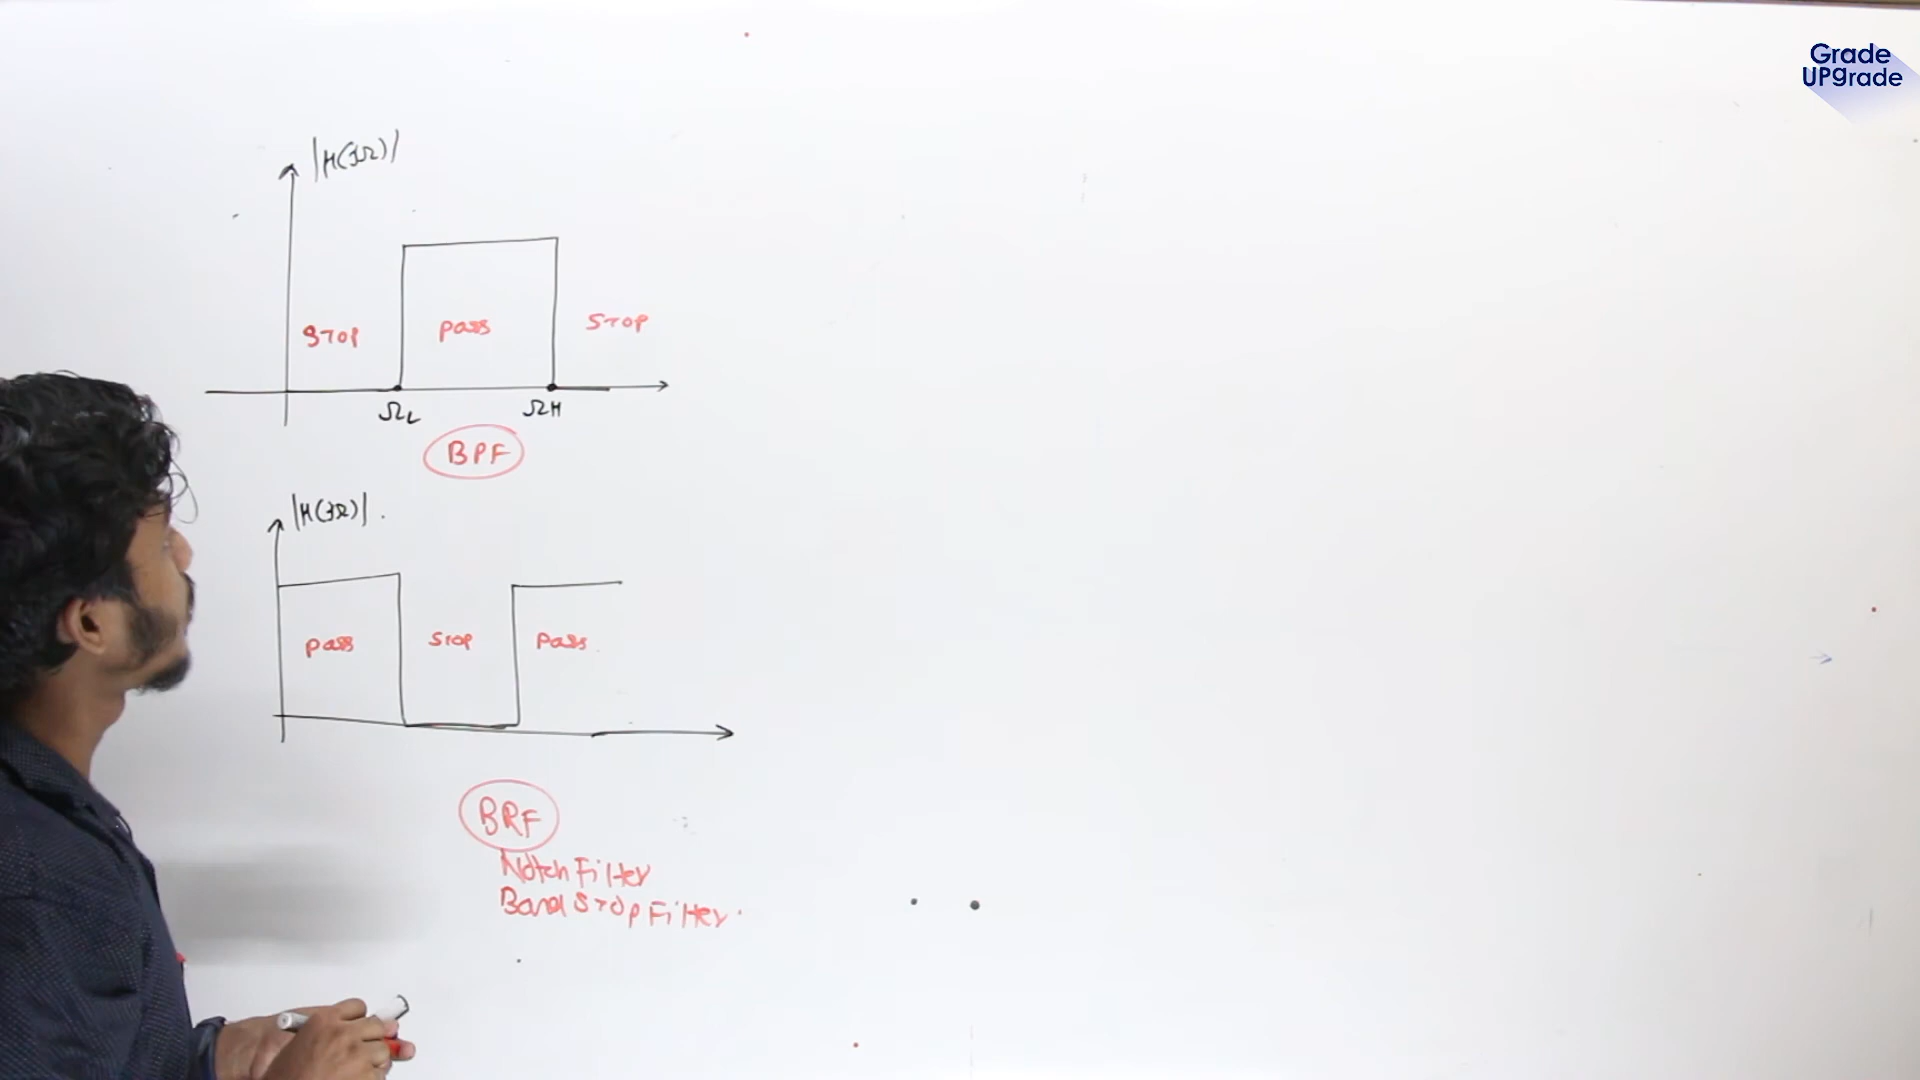 Grade
UPgrade
|H(jΩ)|
STOP
pass
STOP
ΩL
ΩH
BPF
|H(jΩ)|.
pass
STOP
pass
BRF
Notch Filter
Band STOP Filter.